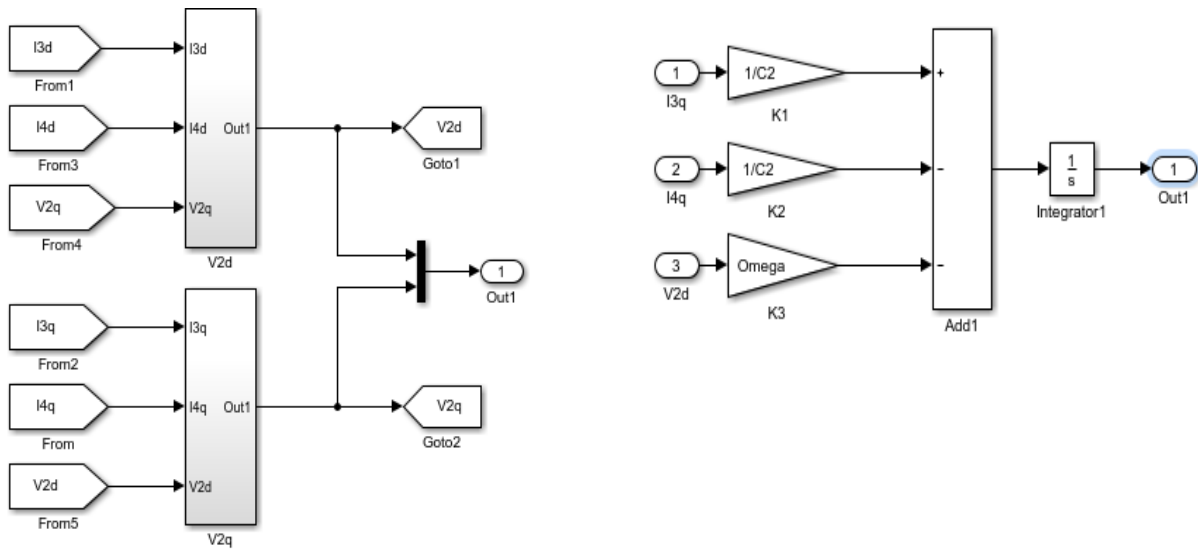 I3d
From1
I4d
From3
V2q
From4
I3d
I4d
Out1
V2q
V2d
V2d
Goto1
1
Out1
I3q
From2
I4q
From
V2d
From5
I3q
I4q
Out1
V2d
V2q
V2q
Goto2
1
I3q
1/C2
K1
2
I4q
1/C2
K2
3
V2d
Omega
K3
+
−
−
Add1
1
s
Integrator1
1
Out1